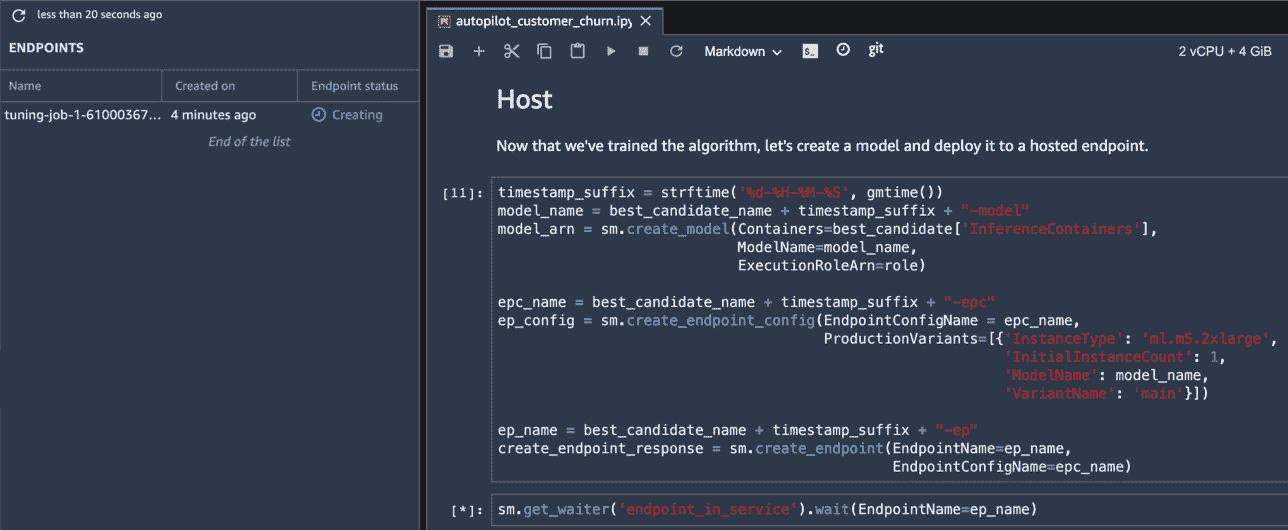 less than 20 seconds ago
ENDPOINTS
Name Created on Endpoint status
tuning-job-1-61000367... 4 minutes ago Creating
End of the list
autopilot_customer_churn.ipy
Markdown git 2 vCPU + 4 GiB
Host
Now that we've trained the algorithm, let's create a model and deploy it to a hosted endpoint.
[11]: timestamp_suffix = strftime('%d-%H-%M-%S', gmtime())
model_name = best_candidate_name + timestamp_suffix + "-model"
model_arn = sm.create_model(Containers=best_candidate['InferenceContainers'],
ModelName=model_name,
ExecutionRoleArn=role)
epc_name = best_candidate_name + timestamp_suffix + "-epc"
ep_config = sm.create_endpoint_config(EndpointConfigName = epc_name,
ProductionVariants=[{'InstanceType': 'ml.m5.2xlarge',
'InitialInstanceCount': 1,
'ModelName': model_name,
'VariantName': 'main'}])
ep_name = best_candidate_name + timestamp_suffix + "-ep"
create_endpoint_response = sm.create_endpoint(EndpointName=ep_name,
EndpointConfigName=epc_name)
[*]: sm.get_waiter('endpoint_in_service').wait(EndpointName=ep_name)